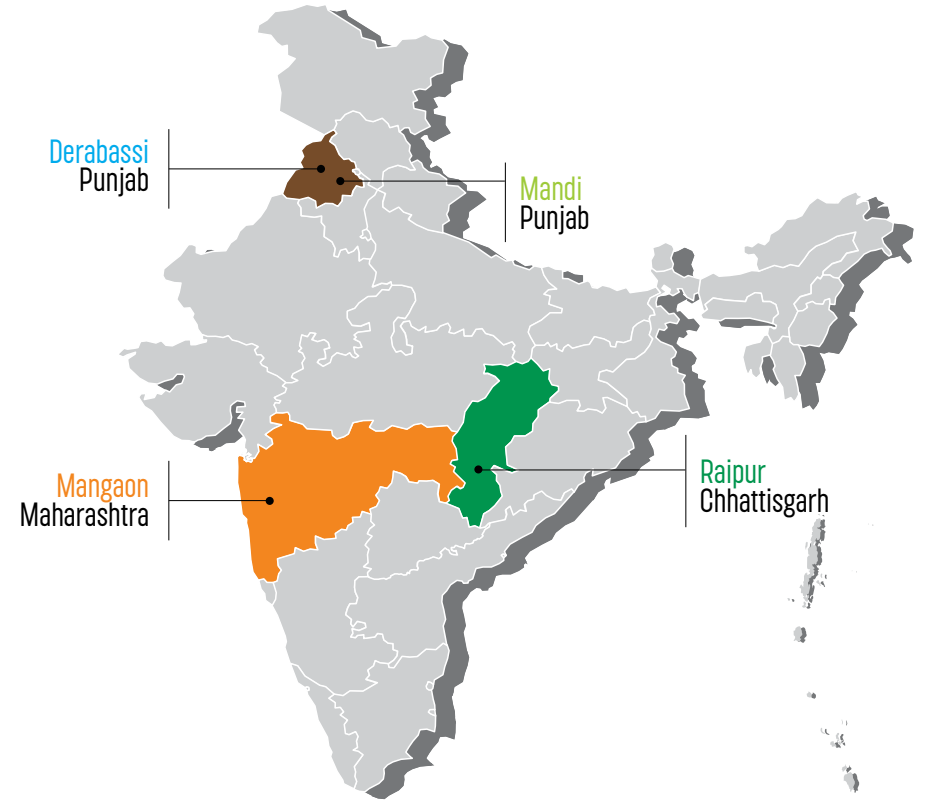 Derabassi
Punjab
Mandi
Punjab
Mangaon
Maharashtra
Raipur
Chhattisgarh